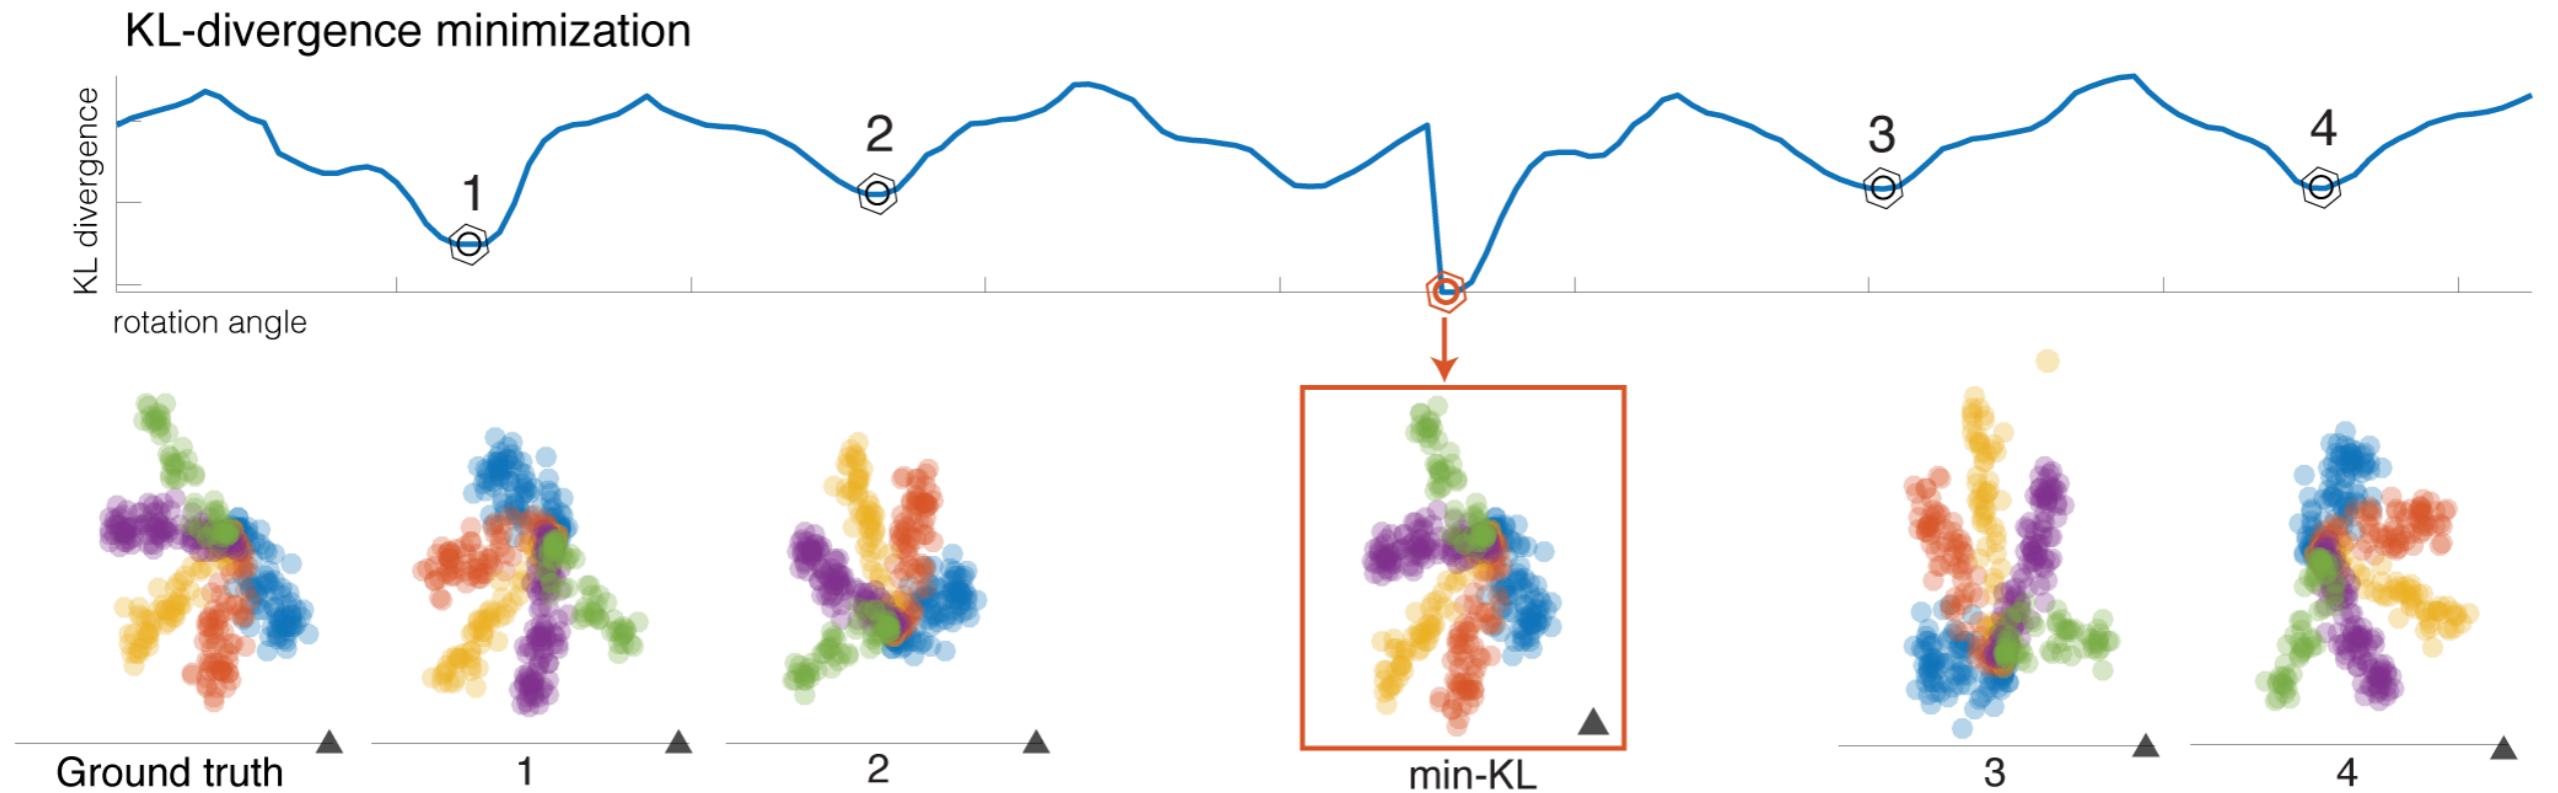 KL-divergence minimization
KL divergence
1
2
3
4
rotation angle
Ground truth
1
2
min-KL
3
4